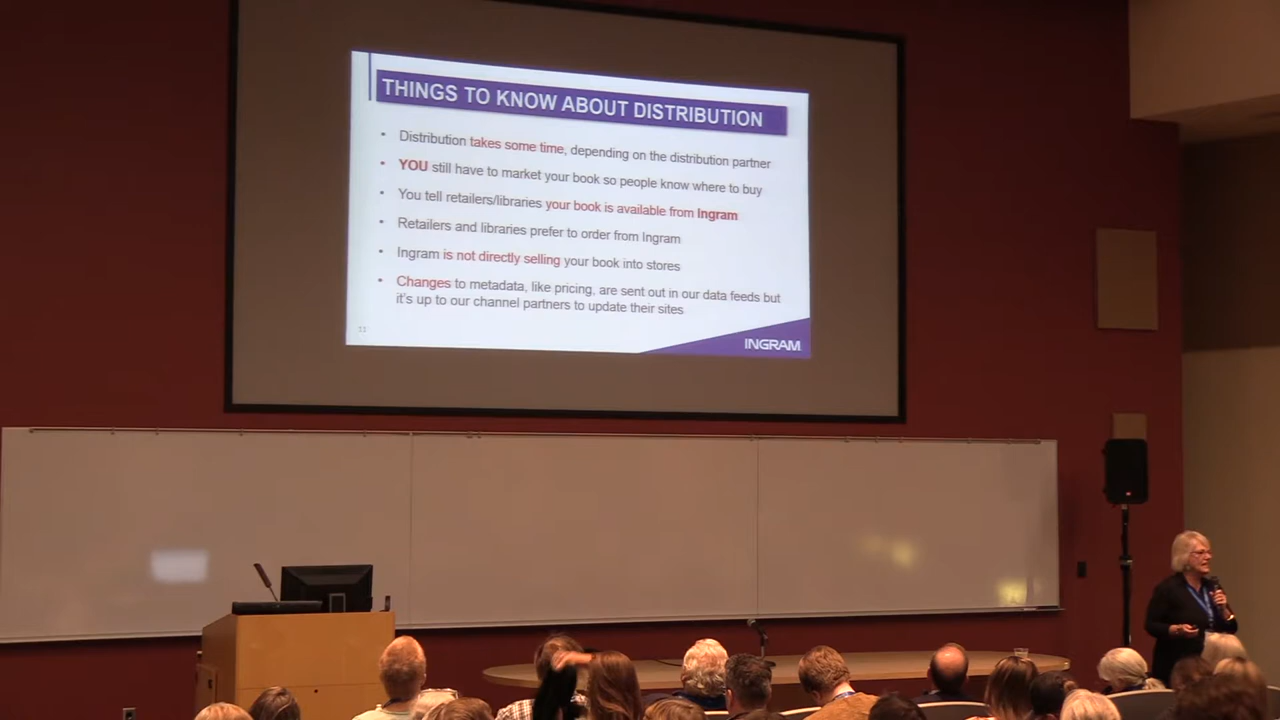 THINGS TO KNOW ABOUT DISTRIBUTION
• Distribution takes some time, depending on the distribution partner
• YOU still have to market your book so people know where to buy
• You tell retailers/libraries your book is available from Ingram
• Retailers and libraries prefer to order from Ingram
• Ingram is not directly selling your book into stores
• Changes to metadata, like pricing, are sent out in our data feeds but
it's up to our channel partners to update their sites
INGRAM